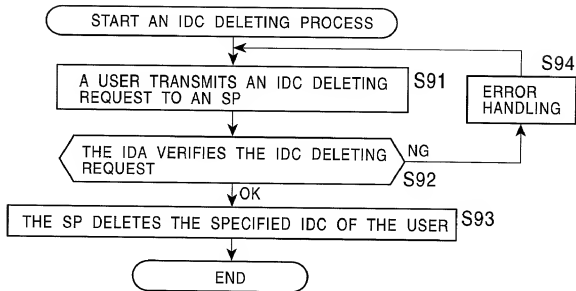 START AN IDC DELETING PROCESS
A USER TRANSMITS AN IDC DELETING
REQUEST TO AN SP
S91
S94
ERROR
HANDLING
THE IDA VERIFIES THE IDC DELETING
REQUEST
NG
S92
OK
THE SP DELETES THE SPECIFIED IDC OF THE USER
S93
END